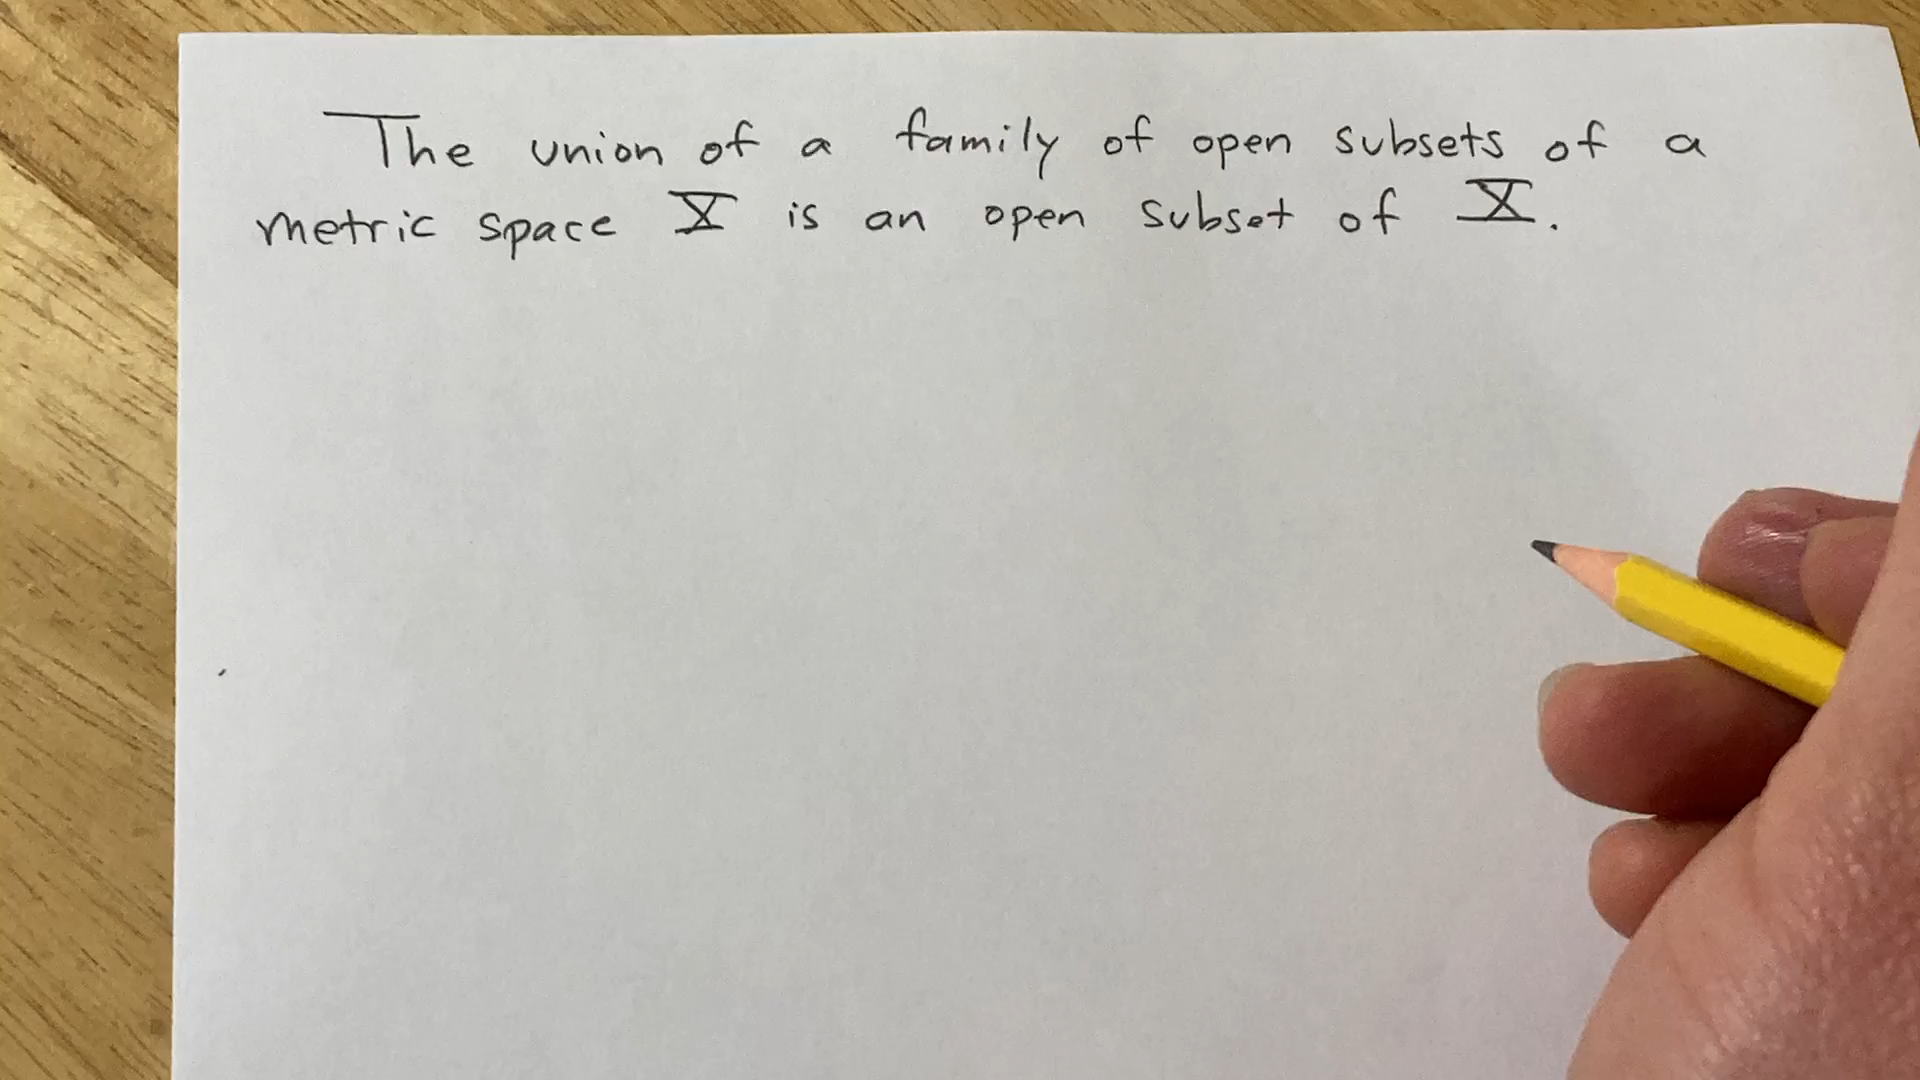 The union of a family of open subsets of a
metric space X is an open subset of X.